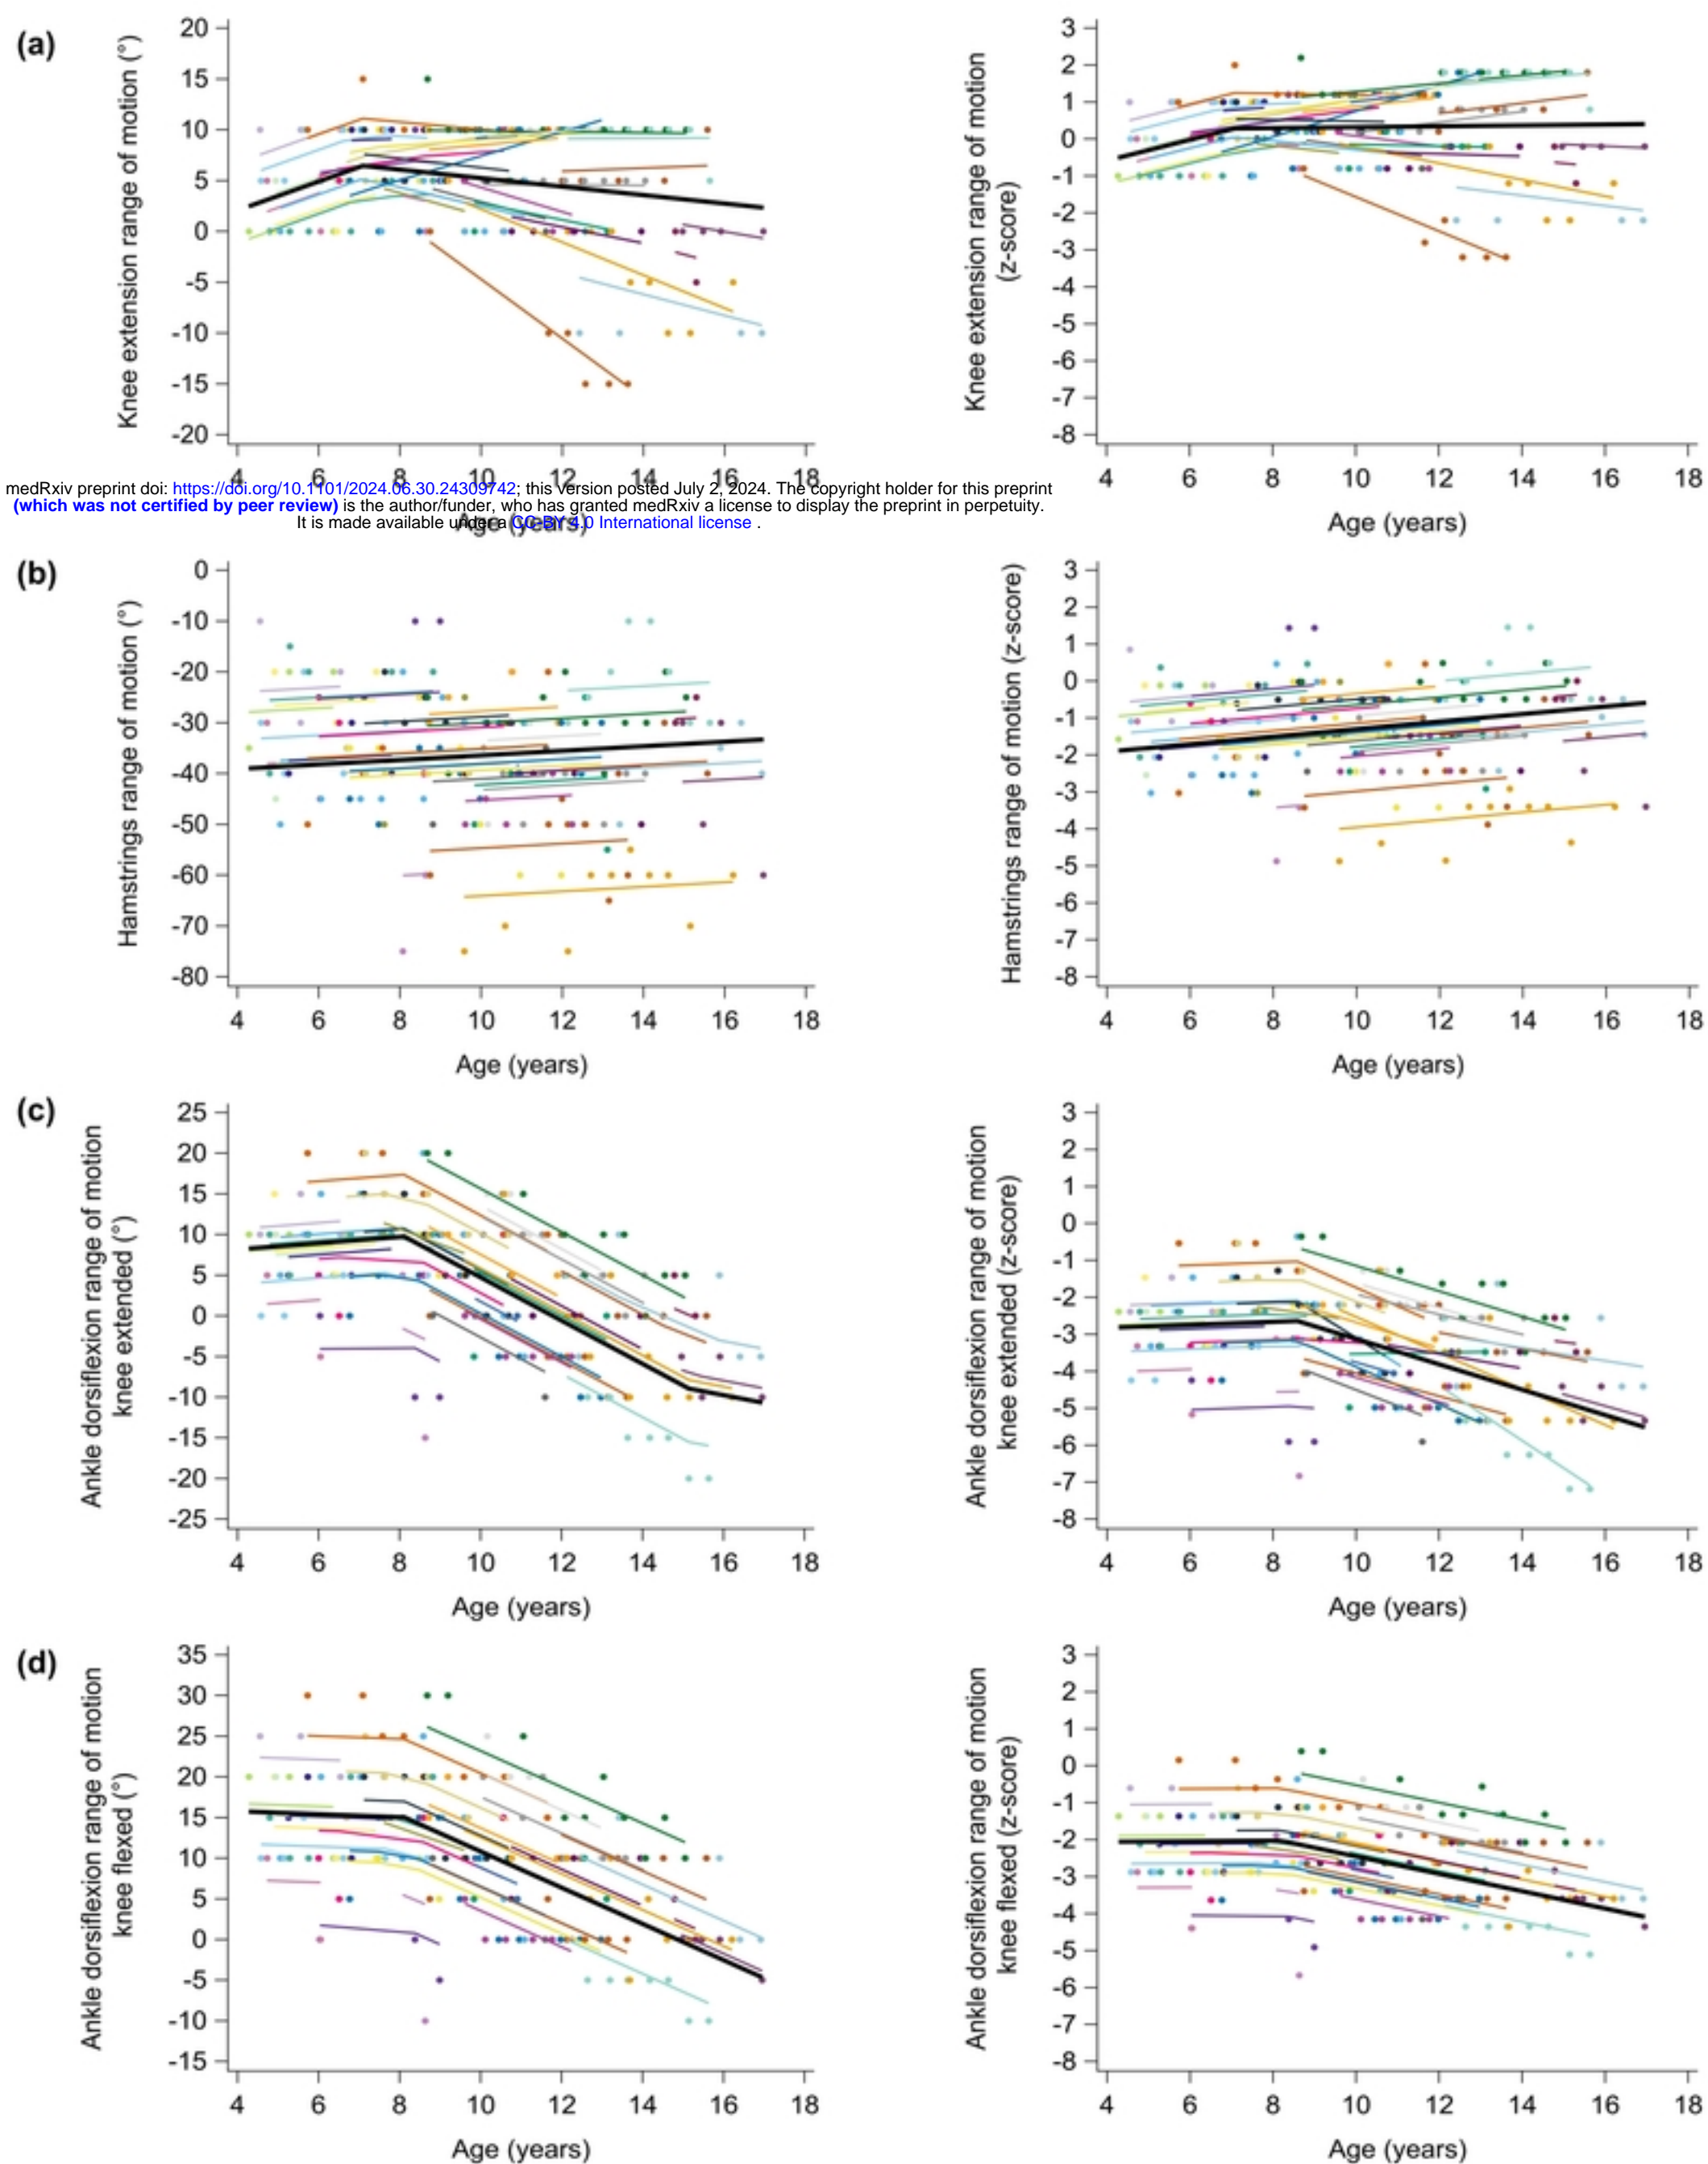 (a)
Knee extension range of motion (°)
20
15
10
5
0
-5
-10
-15
-20
4 6 8 10 12 14 16 18
Age (years)
Knee extension range of motion
(z-score)
3
2
1
0
-1
-2
-3
-4
-5
-6
-7
-8
4 6 8 10 12 14 16 18
Age (years)
medRxiv preprint doi: https://doi.org/10.1101/2024.06.30.24309742; this version posted July 2, 2024. The copyright holder for this preprint
(which was not certified by peer review) is the author/funder, who has granted medRxiv a license to display the preprint in perpetuity.
It is made available under a CC-BY 4.0 International license .
(b)
Hamstrings range of motion (°)
0
-10
-20
-30
-40
-50
-60
-70
-80
4 6 8 10 12 14 16 18
Age (years)
Hamstrings range of motion (z-score)
3
2
1
0
-1
-2
-3
-4
-5
-6
-7
-8
4 6 8 10 12 14 16 18
Age (years)
(c)
Ankle dorsiflexion range of motion
knee extended (°)
25
20
15
10
5
0
-5
-10
-15
-20
-25
4 6 8 10 12 14 16 18
Age (years)
Ankle dorsiflexion range of motion
knee extended (z-score)
3
2
1
0
-1
-2
-3
-4
-5
-6
-7
-8
4 6 8 10 12 14 16 18
Age (years)
(d)
Ankle dorsiflexion range of motion
knee flexed (°)
35
30
25
20
15
10
5
0
-5
-10
-15
4 6 8 10 12 14 16 18
Age (years)
Ankle dorsiflexion range of motion
knee flexed (z-score)
3
2
1
0
-1
-2
-3
-4
-5
-6
-7
-8
4 6 8 10 12 14 16 18
Age (years)